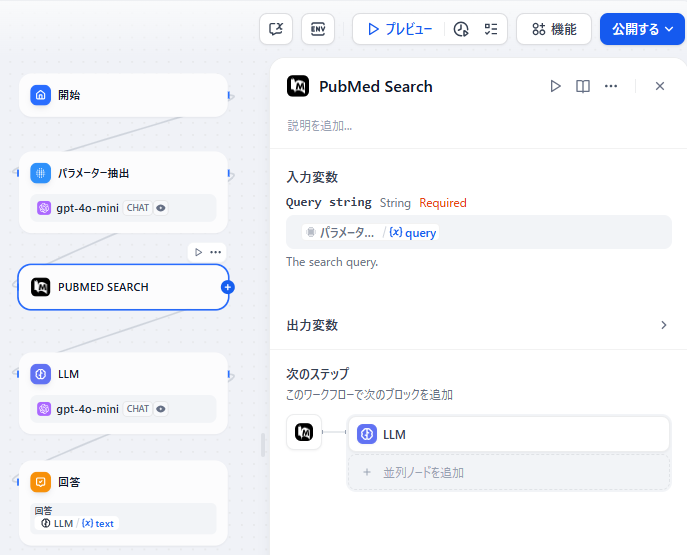 ENV
プレビュー
機能
公開する
開始
パラメーター抽出
gpt-4o-mini CHAT
PUBMED SEARCH
LLM
gpt-4o-mini CHAT
回答
回答
LLM / {x} text
PubMed Search
説明を追加...
入力変数
Query string String Required
パラメータ... / {x} query
The search query.
出力変数
次のステップ
このワークフローで次のブロックを追加
LLM
+ 並列ノードを追加